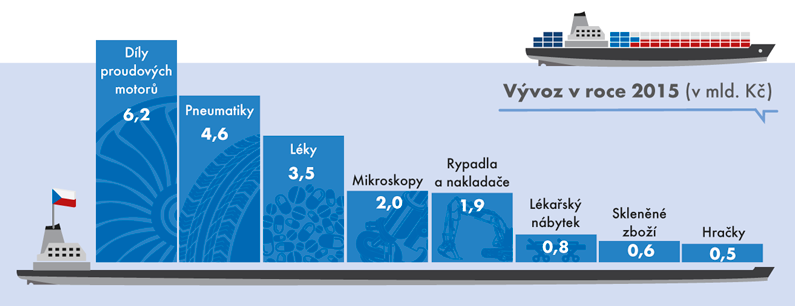 Vývoz v roce 2015 (v mld. Kč)
Díly
proudových
motorů
6,2
Pneumatiky
4,6
Léky
3,5
Mikroskopy
2,0
Rypadla
a nakladače
1,9
Lékařský
nábytek
0,8
Skleněné
zboží
0,6
Hračky
0,5